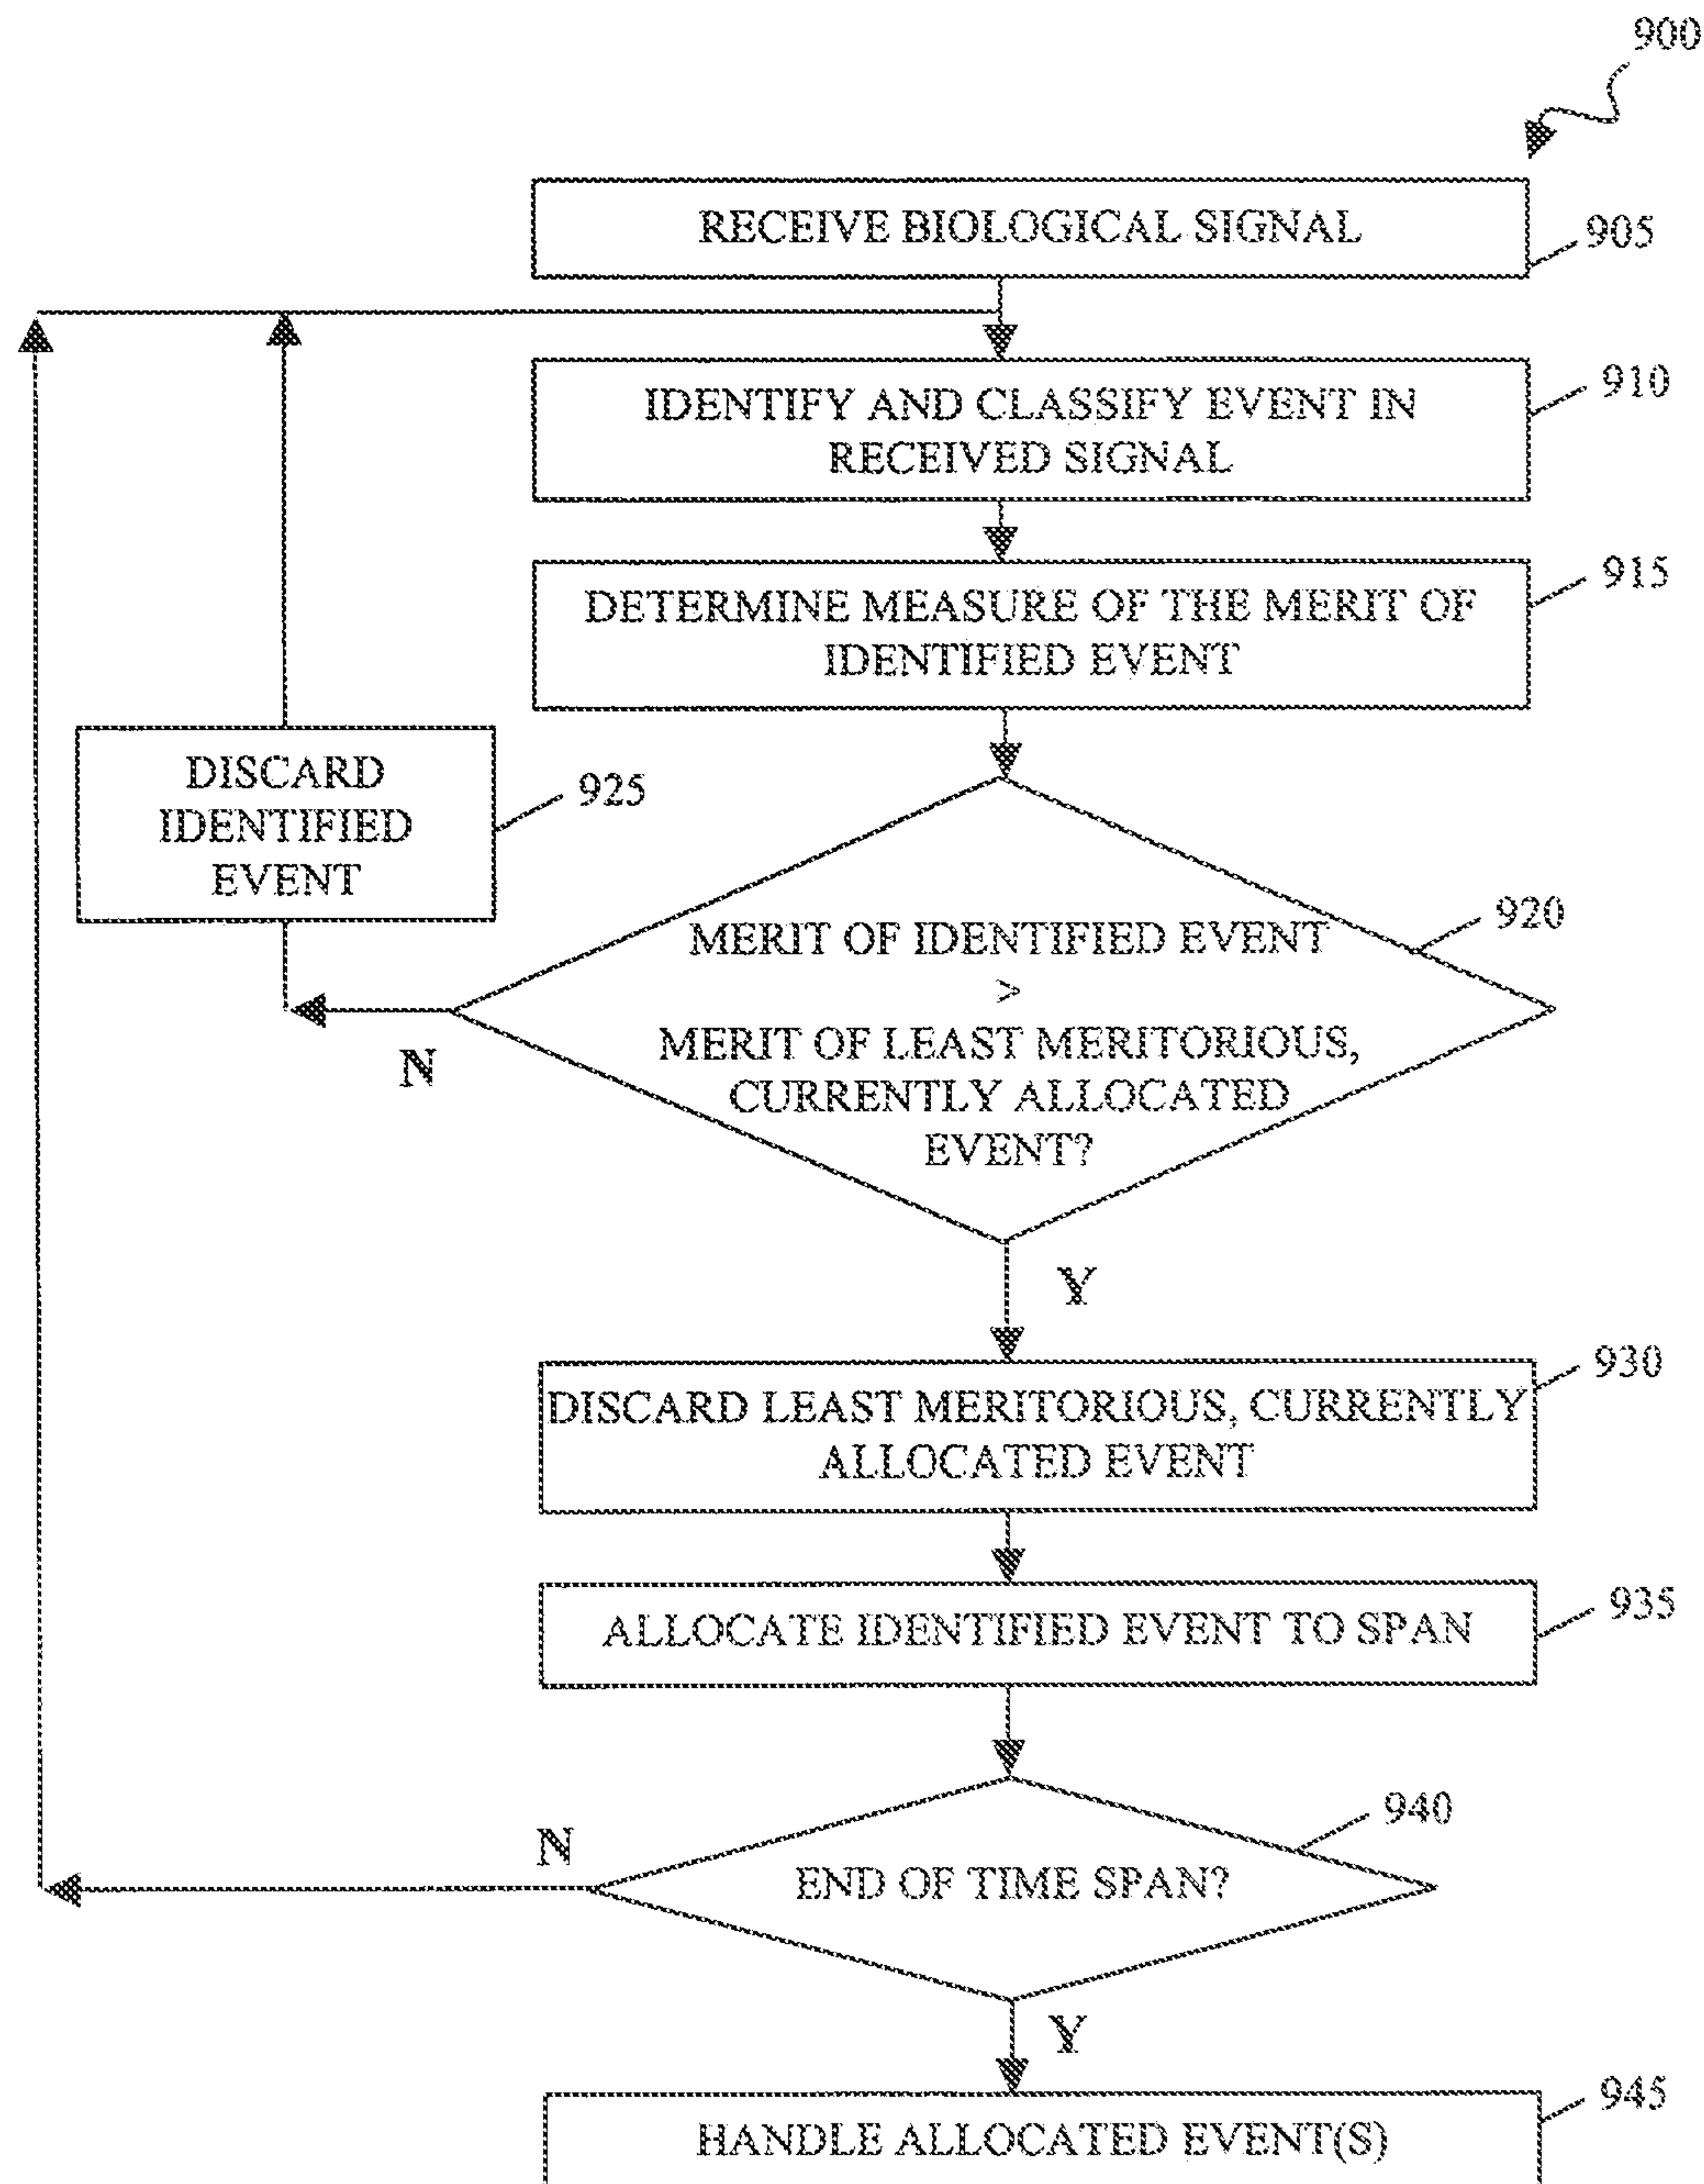 900
RECEIVE BIOLOGICAL SIGNAL
905
IDENTIFY AND CLASSIFY EVENT IN
RECEIVED SIGNAL
910
DETERMINE MEASURE OF THE MERIT OF
IDENTIFIED EVENT
915
DISCARD
IDENTIFIED
EVENT
925
MERIT OF IDENTIFIED EVENT
>
MERIT OF LEAST MERITORIOUS,
CURRENTLY ALLOCATED
EVENT?
920
N
Y
DISCARD LEAST MERITORIOUS, CURRENTLY
ALLOCATED EVENT
930
ALLOCATE IDENTIFIED EVENT TO SPAN
935
END OF TIME SPAN?
940
N
Y
HANDLE ALLOCATED EVENT(S)
945